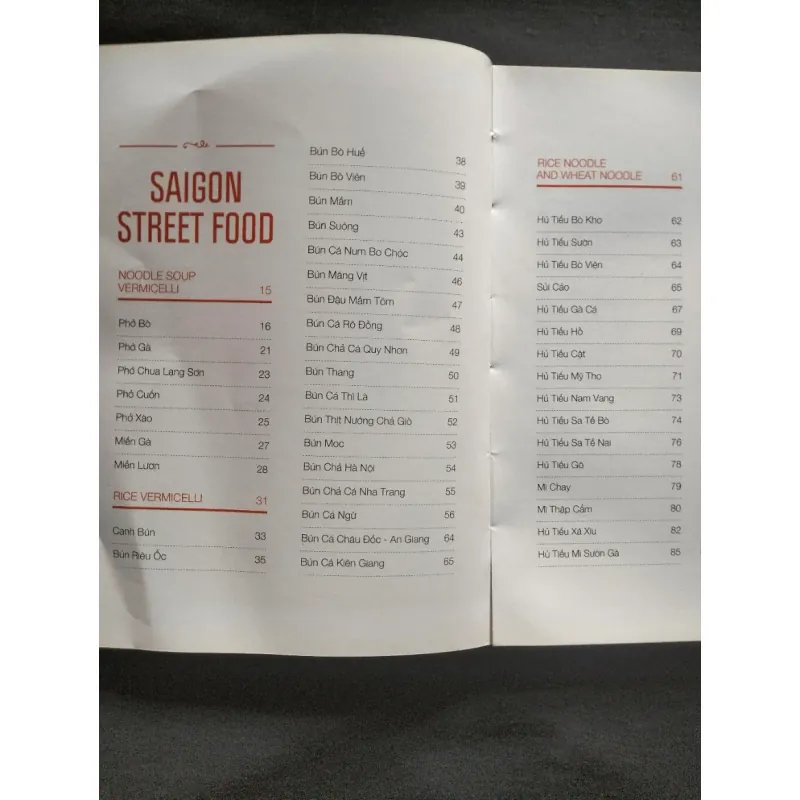 SAIGON
STREET FOOD
NOODLE SOUP
VERMICELLI 15
Phở Bò 16
Phở Gà 21
Phở Chua Lạng Sơn 23
Phở Cuốn 24
Phở Xào 25
Miến Gà 27
Miến Lươn 28
RICE VERMICELLI 31
Canh Bún 33
Bún Riêu Ốc 35
Bún Bò Huế 38
Bún Bò Viên 39
Bún Mắm 40
Bún Suông 43
Bún Cá Num Bo Chóc 44
Bún Măng Vịt 46
Bún Đậu Mắm Tôm 47
Bún Cá Rô Đồng 48
Bún Chả Cá Quy Nhơn 49
Bún Thang 50
Bún Cá Thì Là 51
Bún Thịt Nướng Chả Giò 52
Bún Mọc 53
Bún Chả Hà Nội 54
Bún Chả Cá Nha Trang 55
Bún Cá Ngừ 56
Bún Cá Châu Đốc - An Giang 64
Bún Cá Kiên Giang 65
RICE NOODLE
AND WHEAT NOODLE 61
Hủ Tiếu Bò Kho 62
Hủ Tiếu Sườn 63
Hủ Tiếu Bò Viên 64
Sủi Cảo 65
Hủ Tiếu Gà Cá 67
Hủ Tiếu Hồ 69
Hủ Tiếu Cật 70
Hủ Tiếu Mỹ Tho 71
Hủ Tiếu Nam Vang 73
Hủ Tiếu Sa Tế Bò 74
Hủ Tiếu Sa Tế Nai 76
Hủ Tiếu Gõ 78
Mì Chay 79
Mì Thập Cẩm 80
Hủ Tiếu Xá Xíu 82
Hủ Tiếu Mì Sườn Gà 85